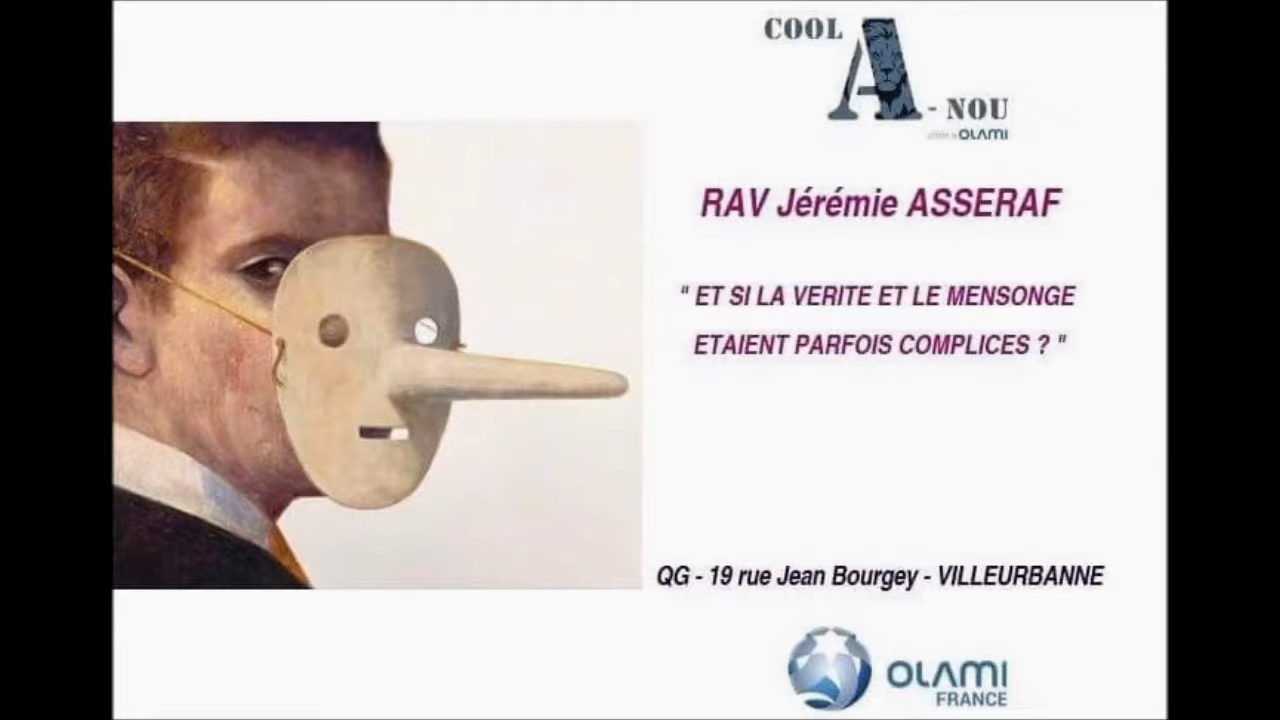 COOL
A
- NOU
OLAMI
RAV Jérémie ASSERAF
" ET SI LA VERITE ET LE MENSONGE
ETAIENT PARFOIS COMPLICES ? "
QG - 19 rue Jean Bourgey - VILLEURBANNE
OLAMI
FRANCE